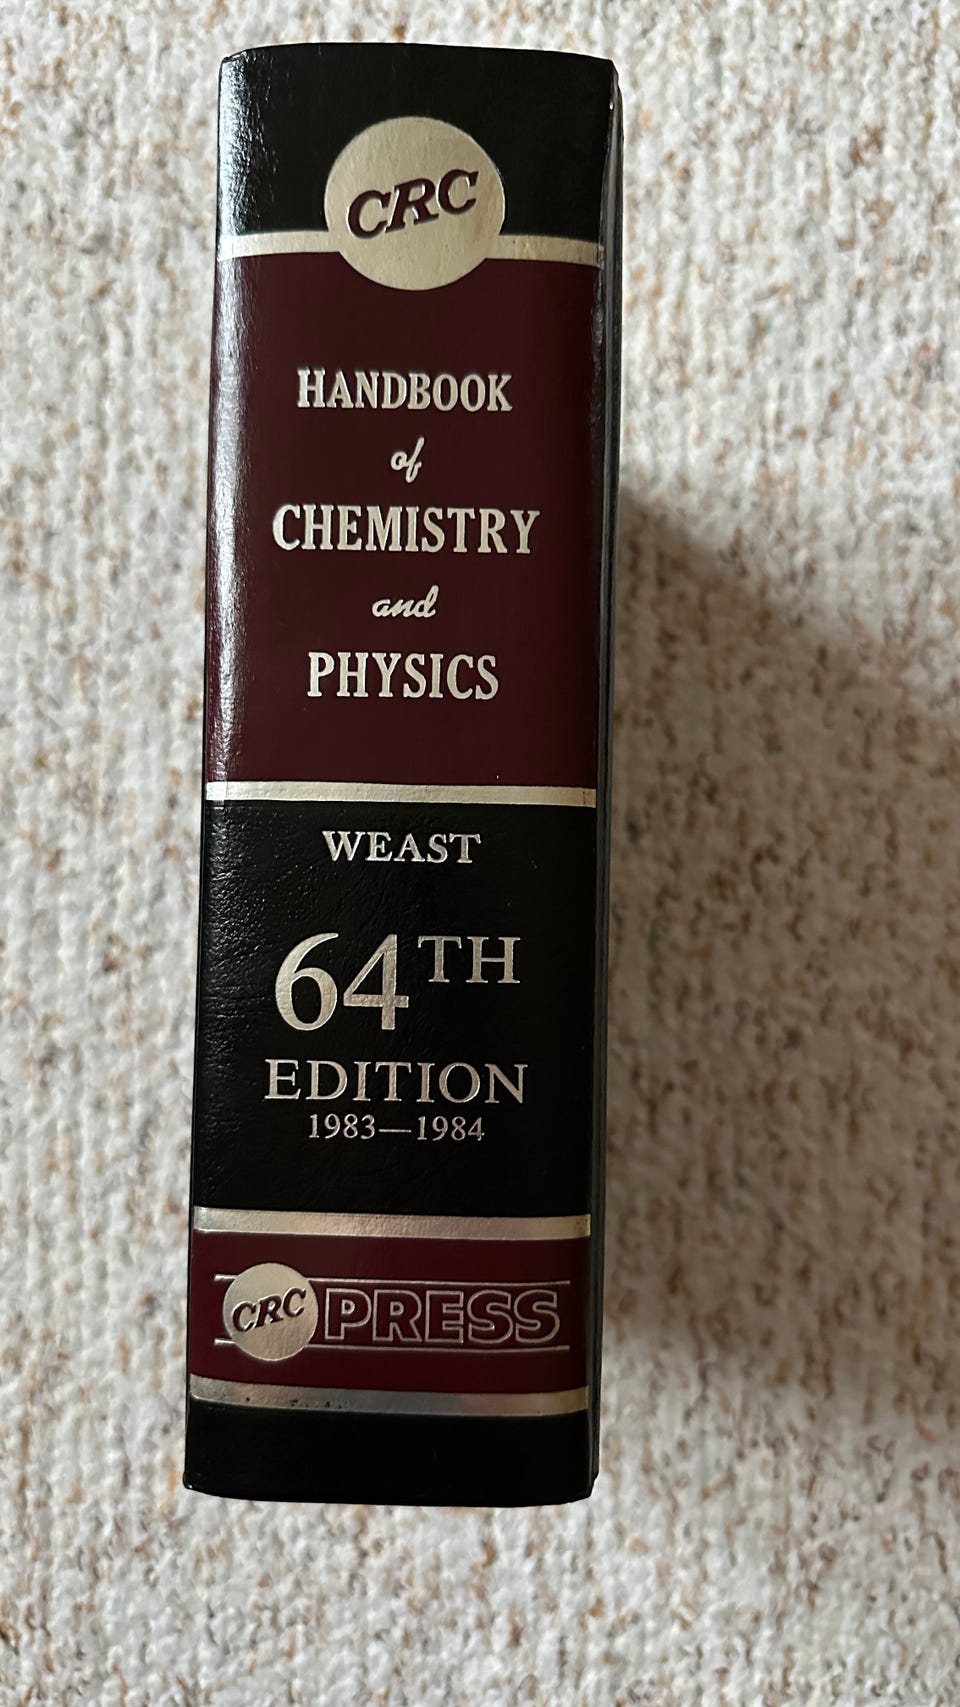 CRC
HANDBOOK
of
CHEMISTRY
and
PHYSICS
WEAST
64TH
EDITION
1983—1984
CRC PRESS